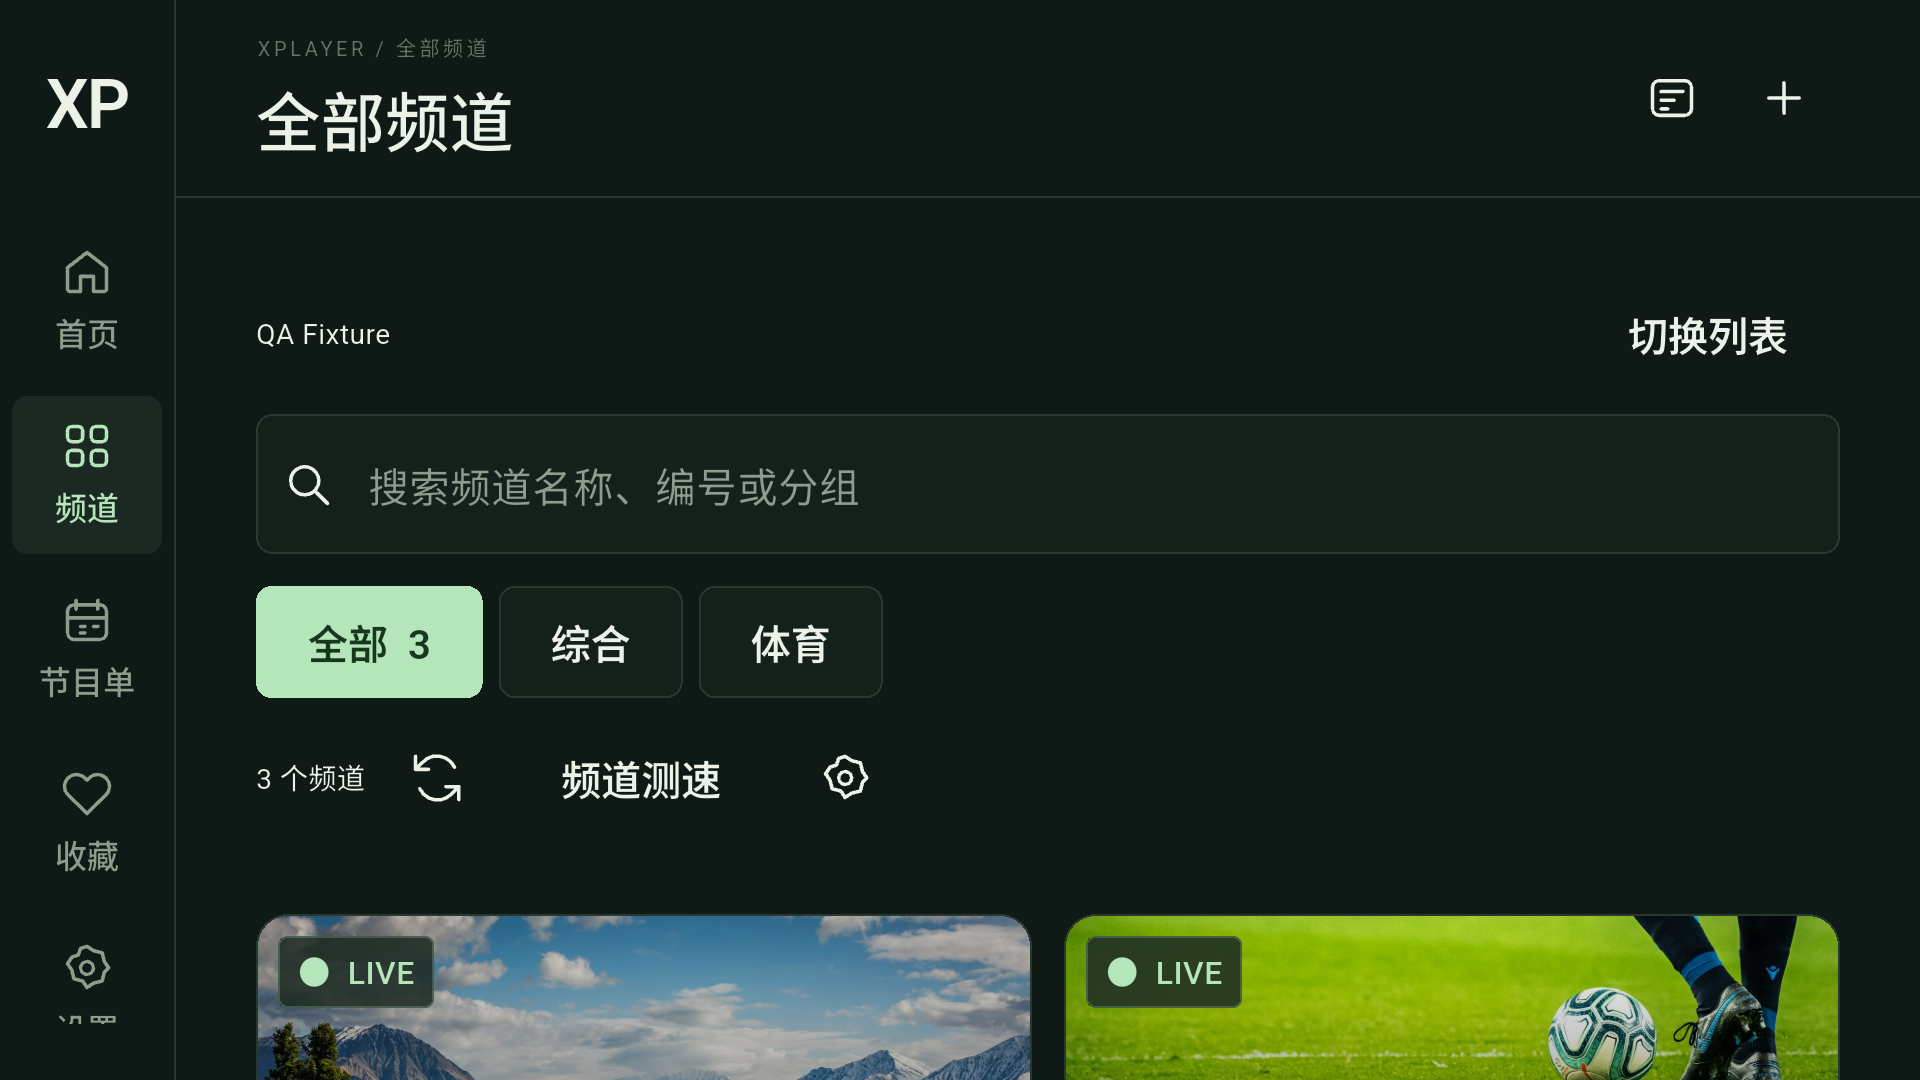 XP
首页
频道
节目单
收藏
设置
XPLAYER / 全部频道
全部频道
QA Fixture
切换列表
搜索频道名称、编号或分组
全部 3
综合
体育
3 个频道
频道测速
LIVE
LIVE